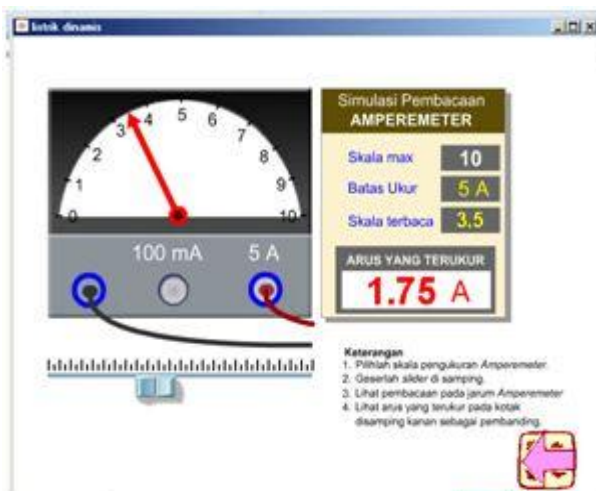 listrik dinamis
Simulasi Pembacaan
AMPEREMETER
Skala max 10
Batas Ukur 5 A
Skala terbaca 3.5
ARUS YANG TERUKUR
1.75 A
0 1 2 3 4 5 6 7 8 9 10
100 mA 5 A
Keterangan
1. Pilihlah skala pengukuran Amperemeter.
2. Geserlah slider di samping.
3. Lihat pembacaan pada jarum Amperemeter
4. Lihat arus yang terukur pada kotak
disamping kanan sebagai pembanding.